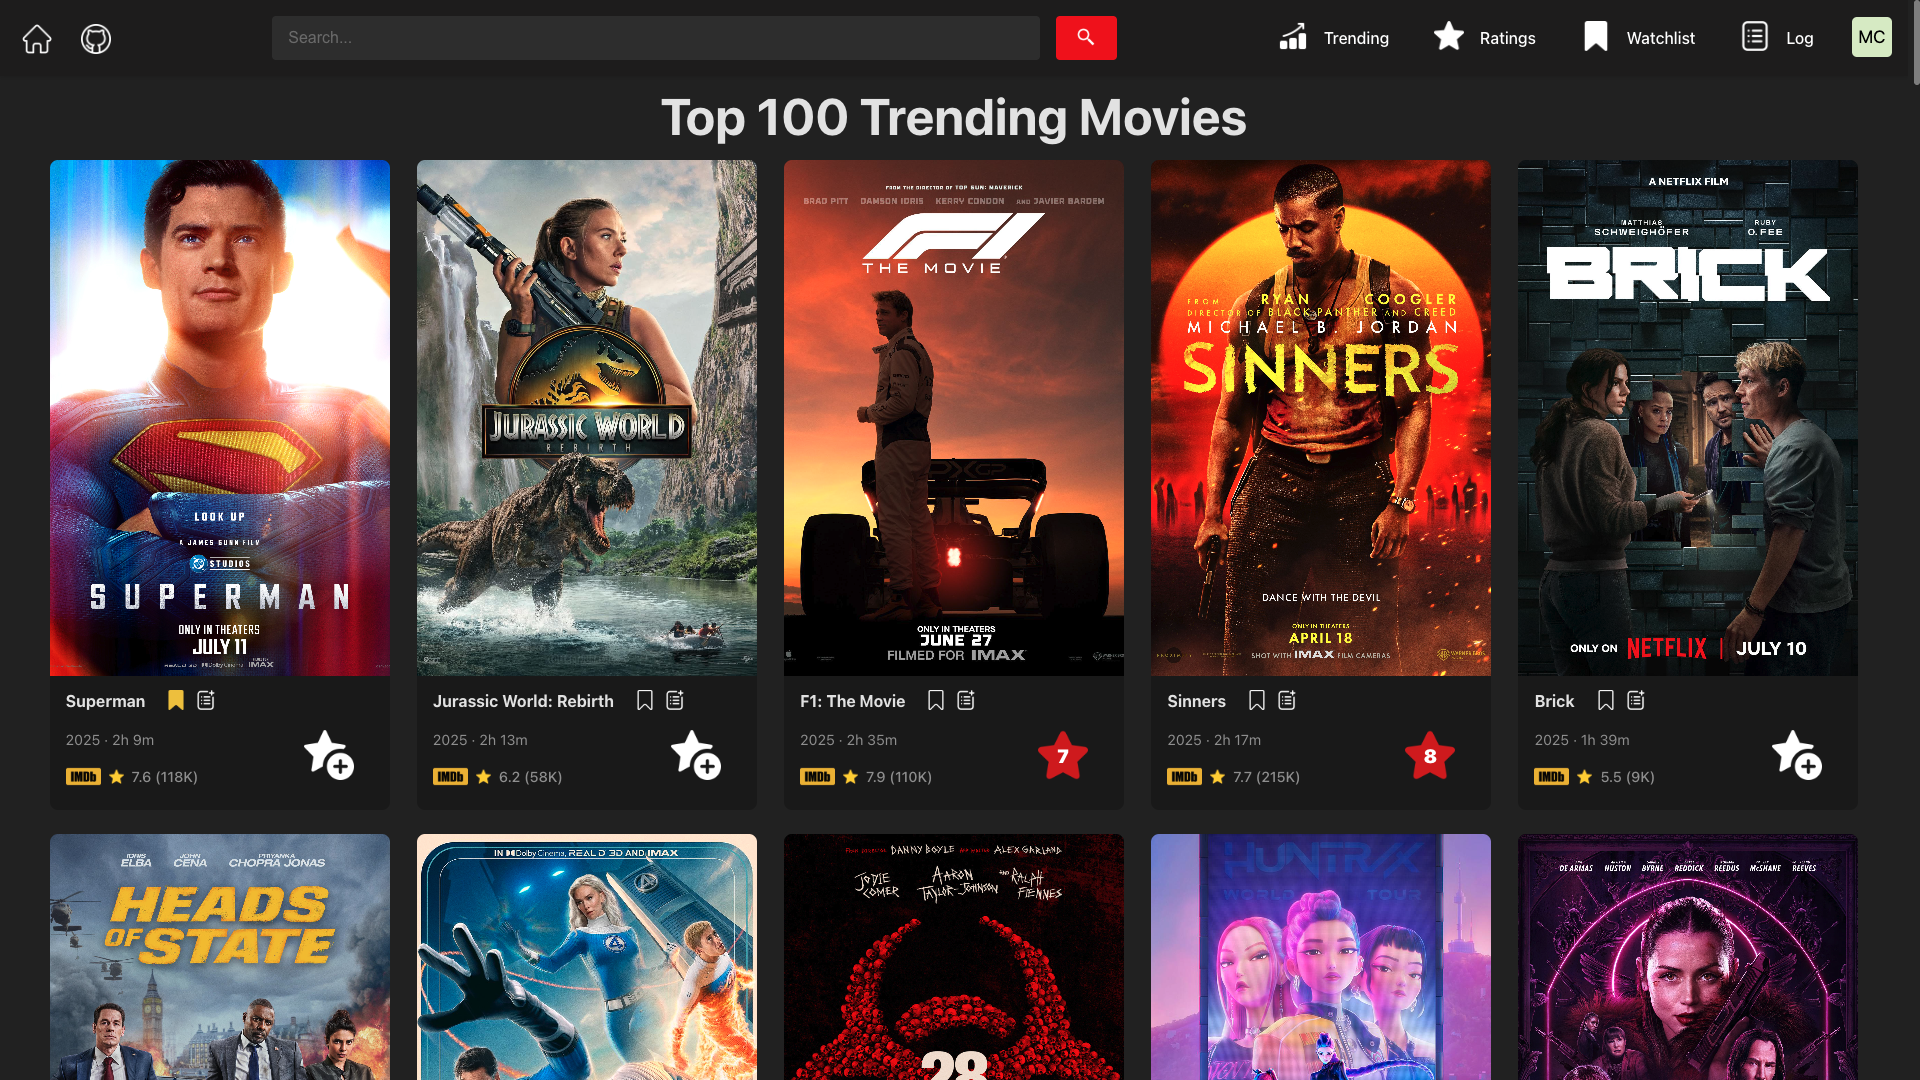 Search...
Trending
Ratings
Watchlist
Log
MC
Top 100 Trending Movies
LOOK UP
A JAMES GUNN FILM
DC STUDIOS
SUPERMAN
ONLY IN THEATERS
JULY 11
REALD 3D Dolby Cinema IMAX
Superman
2025 · 2h 9m
IMDb 7.6 (118K)
JURASSIC WORLD
REBIRTH
Jurassic World: Rebirth
2025 · 2h 13m
IMDb 6.2 (58K)
FROM THE DIRECTOR OF TOP GUN: MAVERICK
BRAD PITT DAMSON IDRIS KERRY CONDON AND JAVIER BARDEM
F1
THE MOVIE
APXGP
ONLY IN THEATERS
JUNE 27
FILMED FOR IMAX
F1: The Movie
2025 · 2h 35m
7
IMDb 7.9 (110K)
FROM RYAN COOGLER
DIRECTOR OF BLACK PANTHER AND CREED
MICHAEL B. JORDAN
SINNERS
DANCE WITH THE DEVIL
ONLY IN THEATERS
APRIL 18
SHOT WITH IMAX FILM CAMERAS
Sinners
2025 · 2h 17m
8
IMDb 7.7 (215K)
A NETFLIX FILM
MATTHIAS SCHWEIGHÖFER
RUBY O. FEE
BRICK
ONLY ON NETFLIX | JULY 10
Brick
2025 · 1h 39m
IMDb 5.5 (9K)
IDRIS ELBA
JOHN CENA
PRIYANKA CHOPRA JONAS
HEADS
OF STATE
IN Dolby Cinema, REALD 3D AND IMAX
DANNY BOYLE ALEX GARLAND
JODIE COMER
AARON TAYLOR-JOHNSON
AND RALPH FIENNES
28
HUNTR/X
WORLD TOUR
DE ARMAS HUSTON BYRNE REDDICK REEDUS McSHANE REEVES